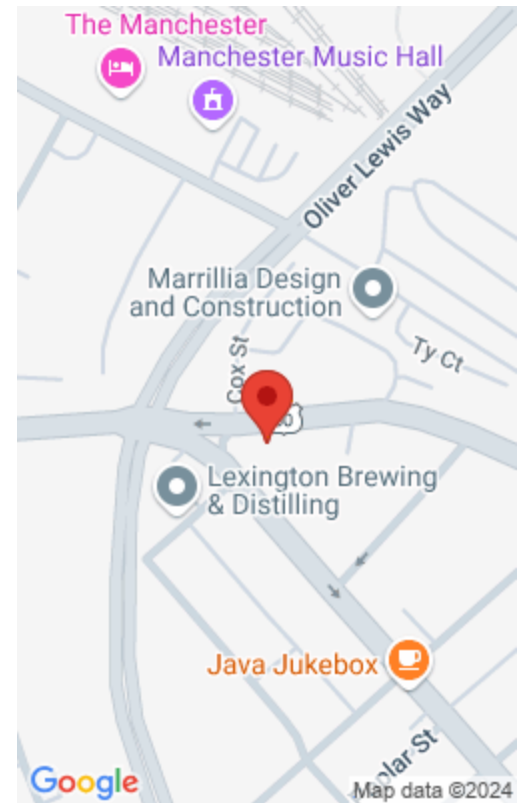 The Manchester
Manchester Music Hall
Oliver Lewis Way
Marrillia Design
and Construction
Ty Ct
Cox St
Lexington Brewing
& Distilling
Java Jukebox
St
Google
Map data ©2024